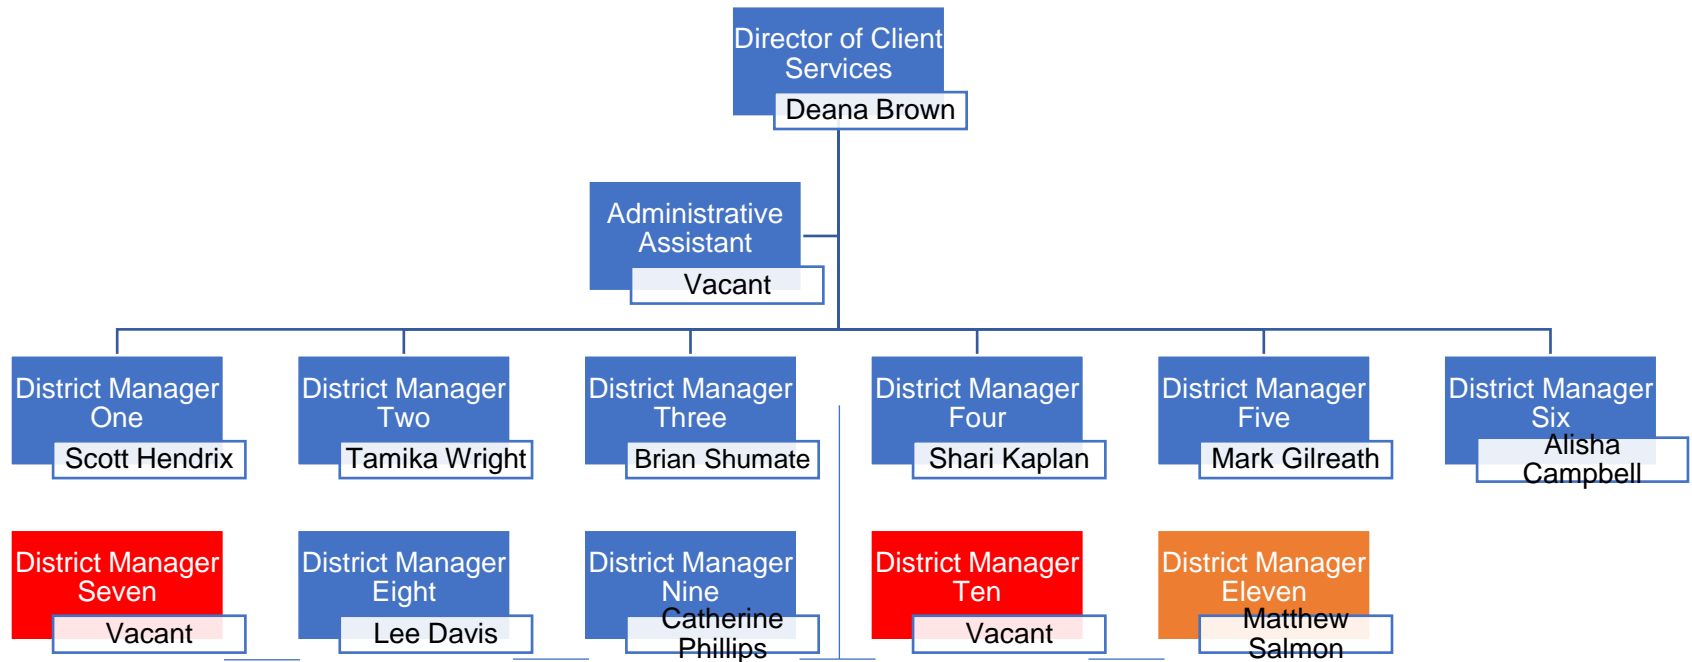 Director of Client
Services
Deana Brown
Administrative
Assistant
Vacant
District Manager
One
Scott Hendrix
District Manager
Two
Tamika Wright
District Manager
Three
Brian Shumate
District Manager
Four
Shari Kaplan
District Manager
Five
Mark Gilreath
District Manager
Six
Alisha
Campbell
District Manager
Seven
Vacant
District Manager
Eight
Lee Davis
District Manager
Nine
Catherine
Phillips
District Manager
Ten
Vacant
District Manager
Eleven
Matthew
Salmon